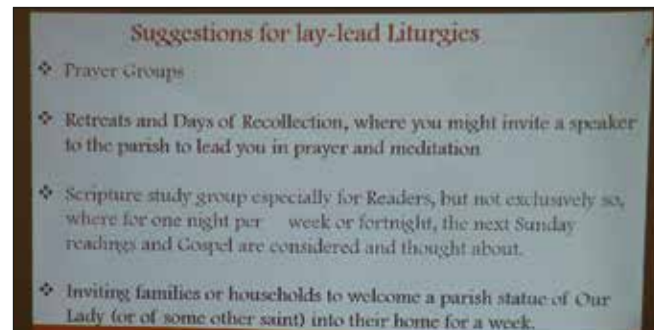 Suggestions for lay-lead Liturgies
❖ Prayer Groups
❖ Retreats and Days of Recollection, where you might invite a speaker
to the parish to lead you in prayer and meditation
❖ Scripture study group especially for Readers, but not exclusively so,
where for one night per week or fortnight, the next Sunday
readings and Gospel are considered and thought about.
❖ Inviting families or households to welcome a parish statue of Our
Lady (or of some other saint) into their home for a week.